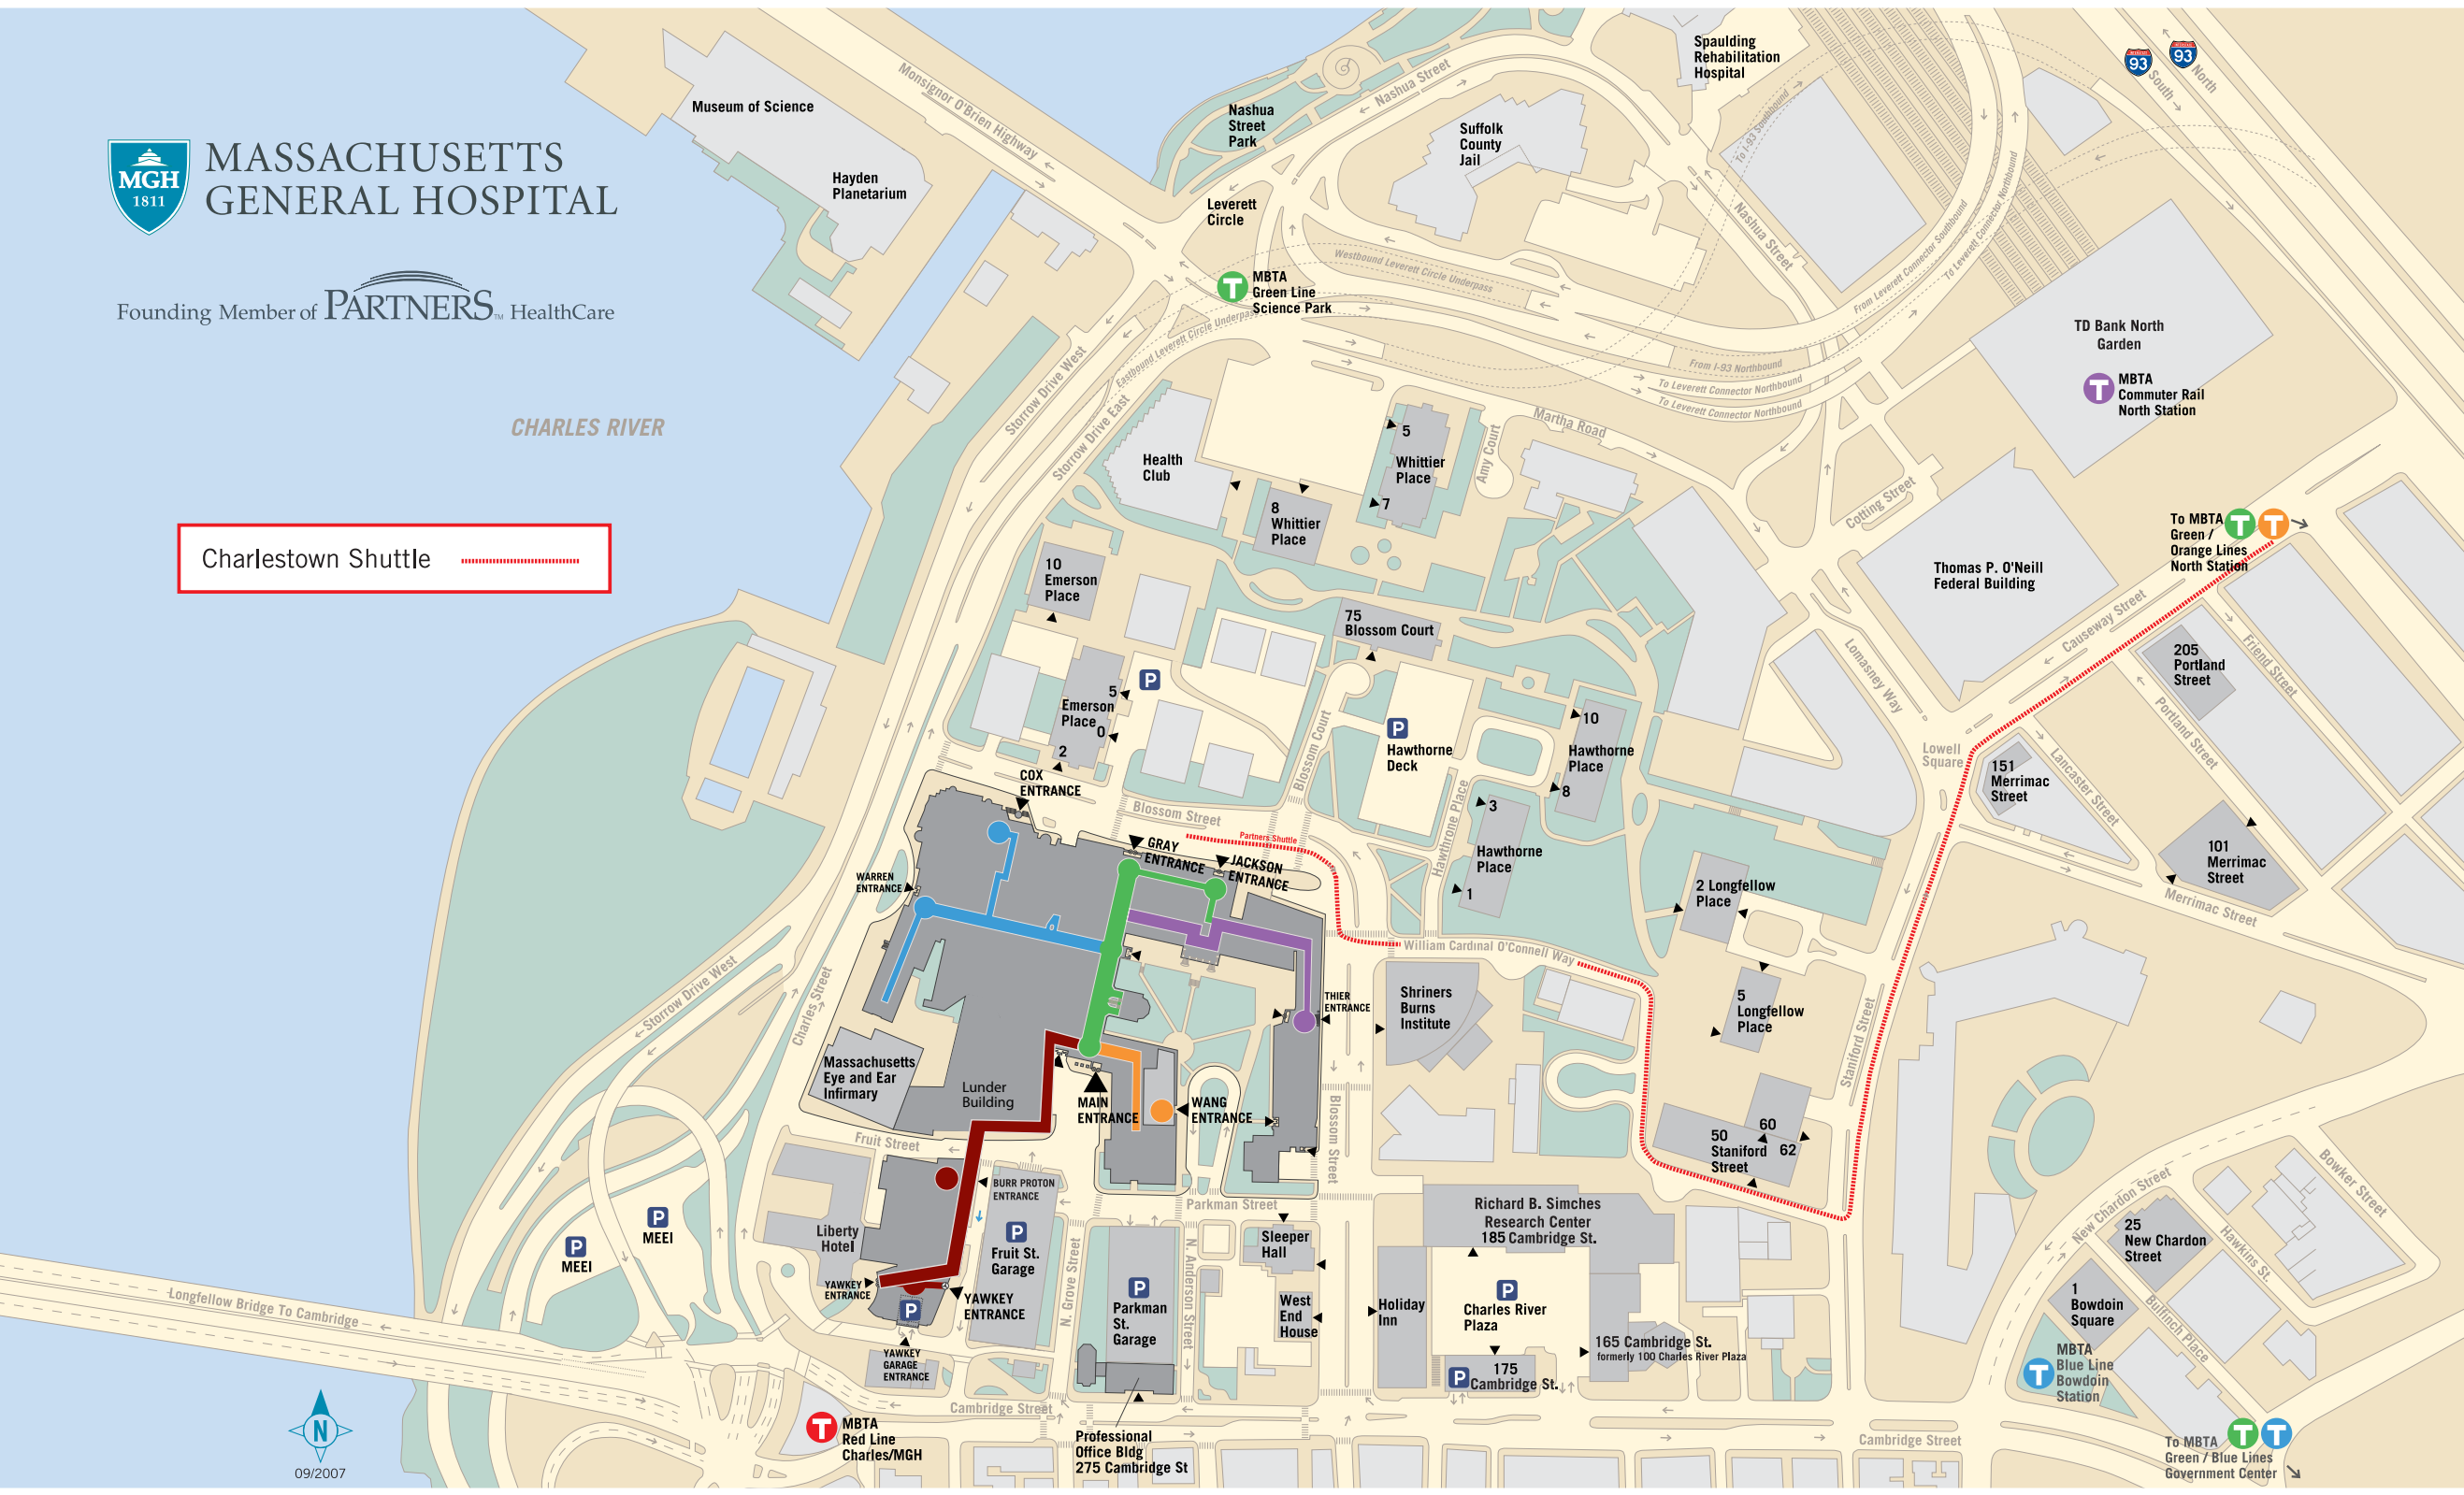 MGH
1811
MASSACHUSETTS
GENERAL HOSPITAL
Founding Member of PARTNERS™ HealthCare
CHARLES RIVER
Charlestown Shuttle
Museum of Science
Hayden
Planetarium
Monsignor O'Brien Highway
Nashua
Street
Park
Nashua Street
Leverett
Circle
Suffolk
County
Jail
Spaulding
Rehabilitation
Hospital
To I-93 Southbound
INTERSTATE
93
South
INTERSTATE
93
North
Nashua Street
From Leverett Connector Southbound
To Leverett Connector Northbound
Westbound Leverett Circle Underpass
T
MBTA
Green Line
Science Park
Eastbound Leverett Circle Underpass
From I-93 Northbound
To Leverett Connector Northbound
To Leverett Connector Northbound
TD Bank North
Garden
T
MBTA
Commuter Rail
North Station
Storrow Drive West
Storrow Drive East
Health
Club
5
Whittier
Place
7
8
Whittier
Place
Amy Court
Martha Road
Cotting Street
To MBTA
Green /
Orange Lines
North Station
T
T
Thomas P. O'Neill
Federal Building
Causeway Street
10
Emerson
Place
75
Blossom Court
5
Emerson
Place
0
2
P
Blossom Court
P
Hawthorne
Deck
10
Hawthorne
Place
8
3
Hawthorne
Place
1
Hawthrone Place
Lomasney Way
Lowell
Square
205
Portland
Street
Friend Street
Portland Street
151
Merrimac
Street
Lancaster Street
101
Merrimac
Street
Merrimac Street
COX
ENTRANCE
Blossom Street
Partners Shuttle
GRAY
ENTRANCE
JACKSON
ENTRANCE
WARREN
ENTRANCE
William Cardinal O'Connell Way
2 Longfellow
Place
5
Longfellow
Place
Staniford Street
Storrow Drive West
Charles Street
THIER
ENTRANCE
Shriners
Burns
Institute
Massachusetts
Eye and Ear
Infirmary
Lunder
Building
MAIN
ENTRANCE
WANG
ENTRANCE
Blossom Street
60
50
Staniford
Street
62
Fruit Street
BURR PROTON
ENTRANCE
Parkman Street
Liberty
Hotel
P
Fruit St.
Garage
N. Grove Street
P
Parkman
St.
Garage
N. Anderson Street
Sleeper
Hall
West
End
House
Richard B. Simches
Research Center
185 Cambridge St.
Holiday
Inn
P
Charles River
Plaza
165 Cambridge St.
formerly 100 Charles River Plaza
P
175
Cambridge St.
P
MEEI
P
MEEI
YAWKEY
ENTRANCE
P
YAWKEY
ENTRANCE
YAWKEY
GARAGE
ENTRANCE
Longfellow Bridge To Cambridge
New Chardon Street
Bowker Street
25
New Chardon
Street
Hawkins St.
1
Bowdoin
Square
Bulfinch Place
T
MBTA
Blue Line
Bowdoin
Station
Cambridge Street
T
MBTA
Red Line
Charles/MGH
Professional
Office Bldg
275 Cambridge St
Cambridge Street
To MBTA
Green / Blue Lines
Government Center
T
T
N
09/2007